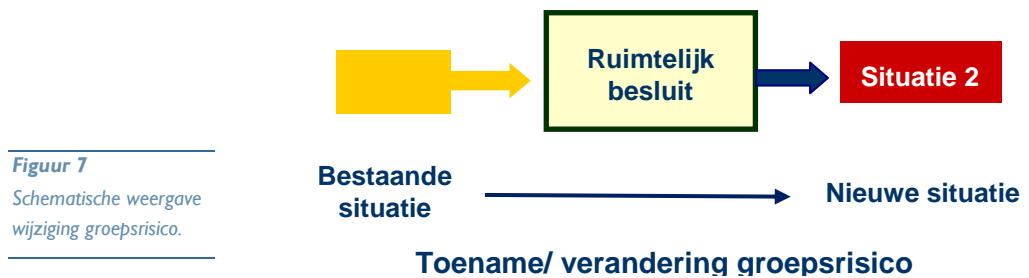 Ruimtelijk
besluit
Situatie 2
Figuur 7
Schematische weergave
wijziging groepsrisico.
Bestaande
situatie
Nieuwe situatie
Toename/ verandering groepsrisico